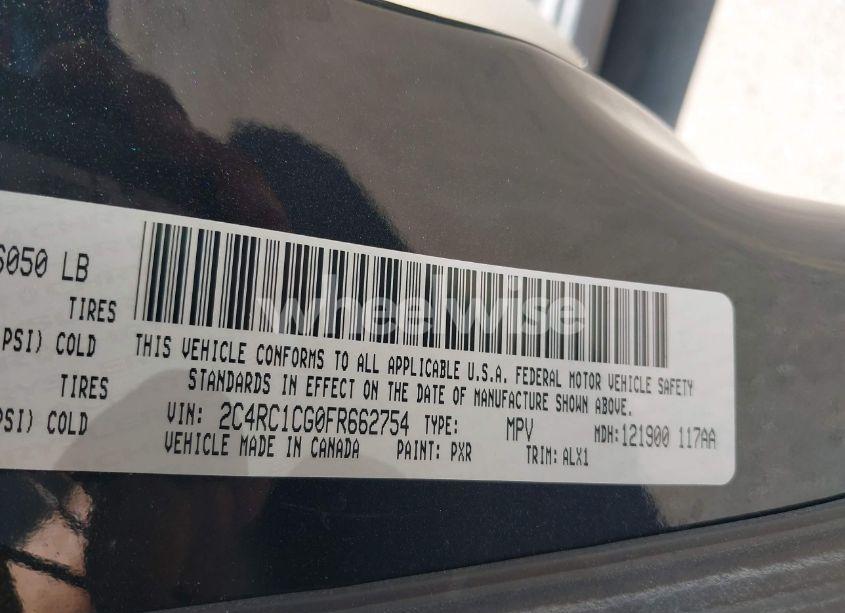 6050 LB
TIRES
PSI) COLD
TIRES
PSI) COLD
wheelwise
THIS VEHICLE CONFORMS TO ALL APPLICABLE U.S.A. FEDERAL MOTOR VEHICLE SAFETY
STANDARDS IN EFFECT ON THE DATE OF MANUFACTURE SHOWN ABOVE.
VIN: 2C4RC1CG0FR662754 TYPE: MPV MDH: 121900 117AA
VEHICLE MADE IN CANADA PAINT: PXR TRIM: ALX1